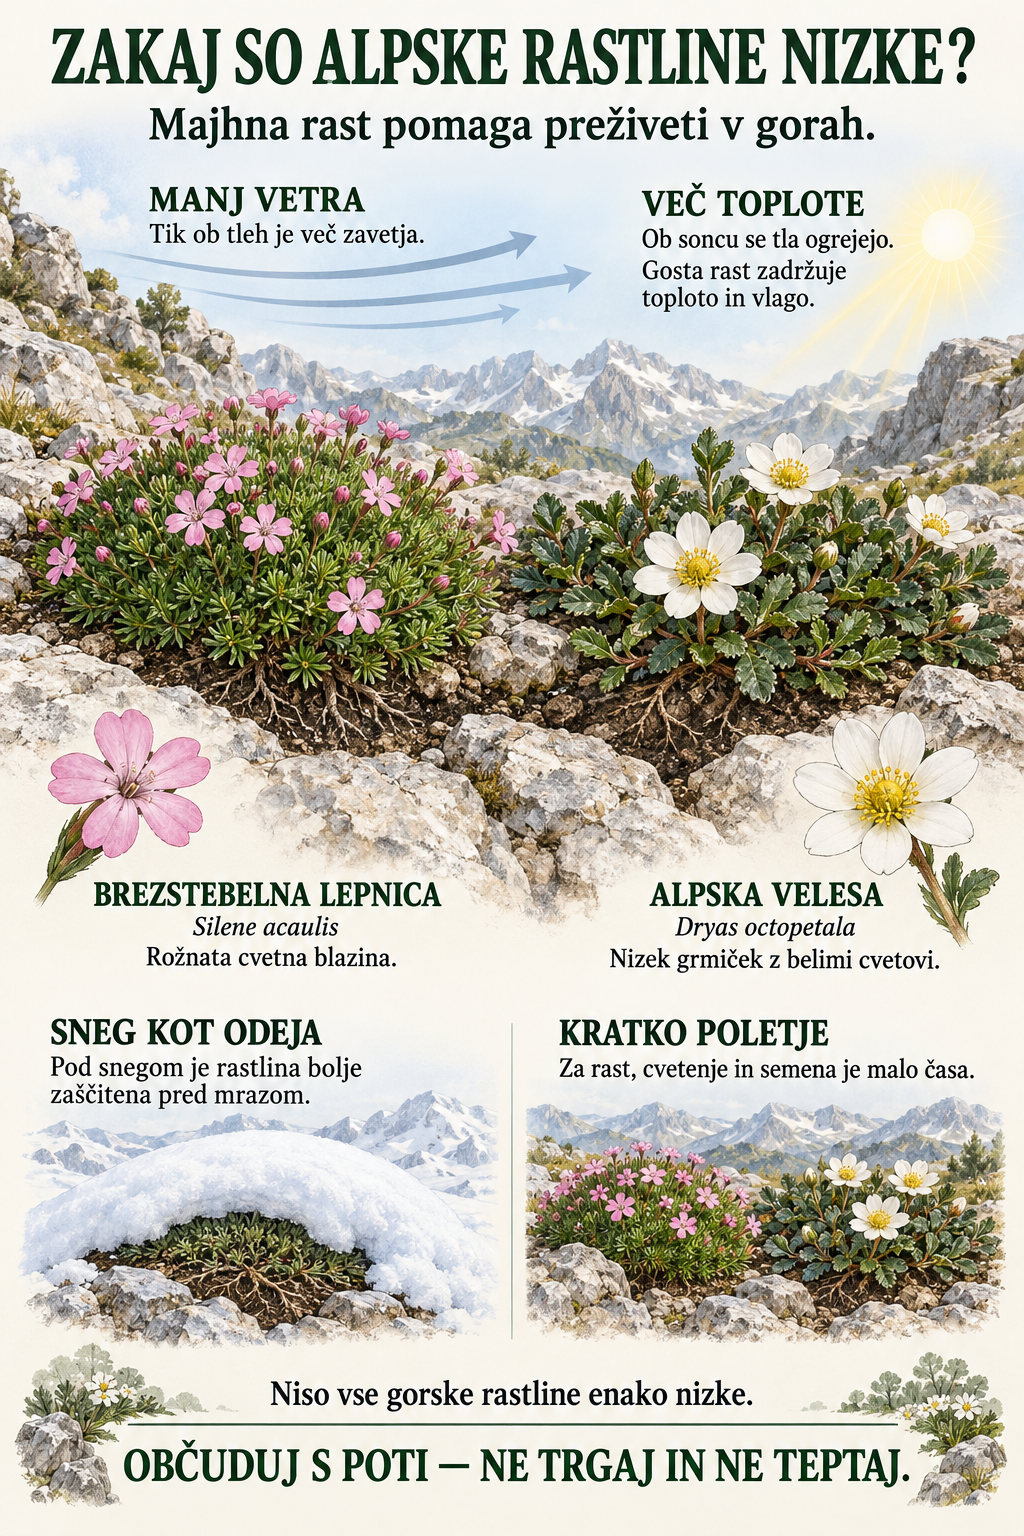 ZAKAJ SO ALPSKE RASTLINE NIZKE?
Majhna rast pomaga preživeti v gorah.
MANJ VETRA
Tik ob tleh je več zavetja.
VEČ TOPLOTE
Ob soncu se tla ogrejejo.
Gosta rast zadržuje
toploto in vlago.
BREZSTEBELNA LEPNICA
Silene acaulis
Rožnata cvetna blazina.
ALPSKA VELESA
Dryas octopetala
Nizek grmiček z belimi cvetovi.
SNEG KOT ODEJA
Pod snegom je rastlina bolje
zaščitena pred mrazom.
KRATKO POLETJE
Za rast, cvetenje in semena je malo časa.
Niso vse gorske rastline enako nizke.
OBČUDUJ S POTI — NE TRGAJ IN NE TEPTAJ.